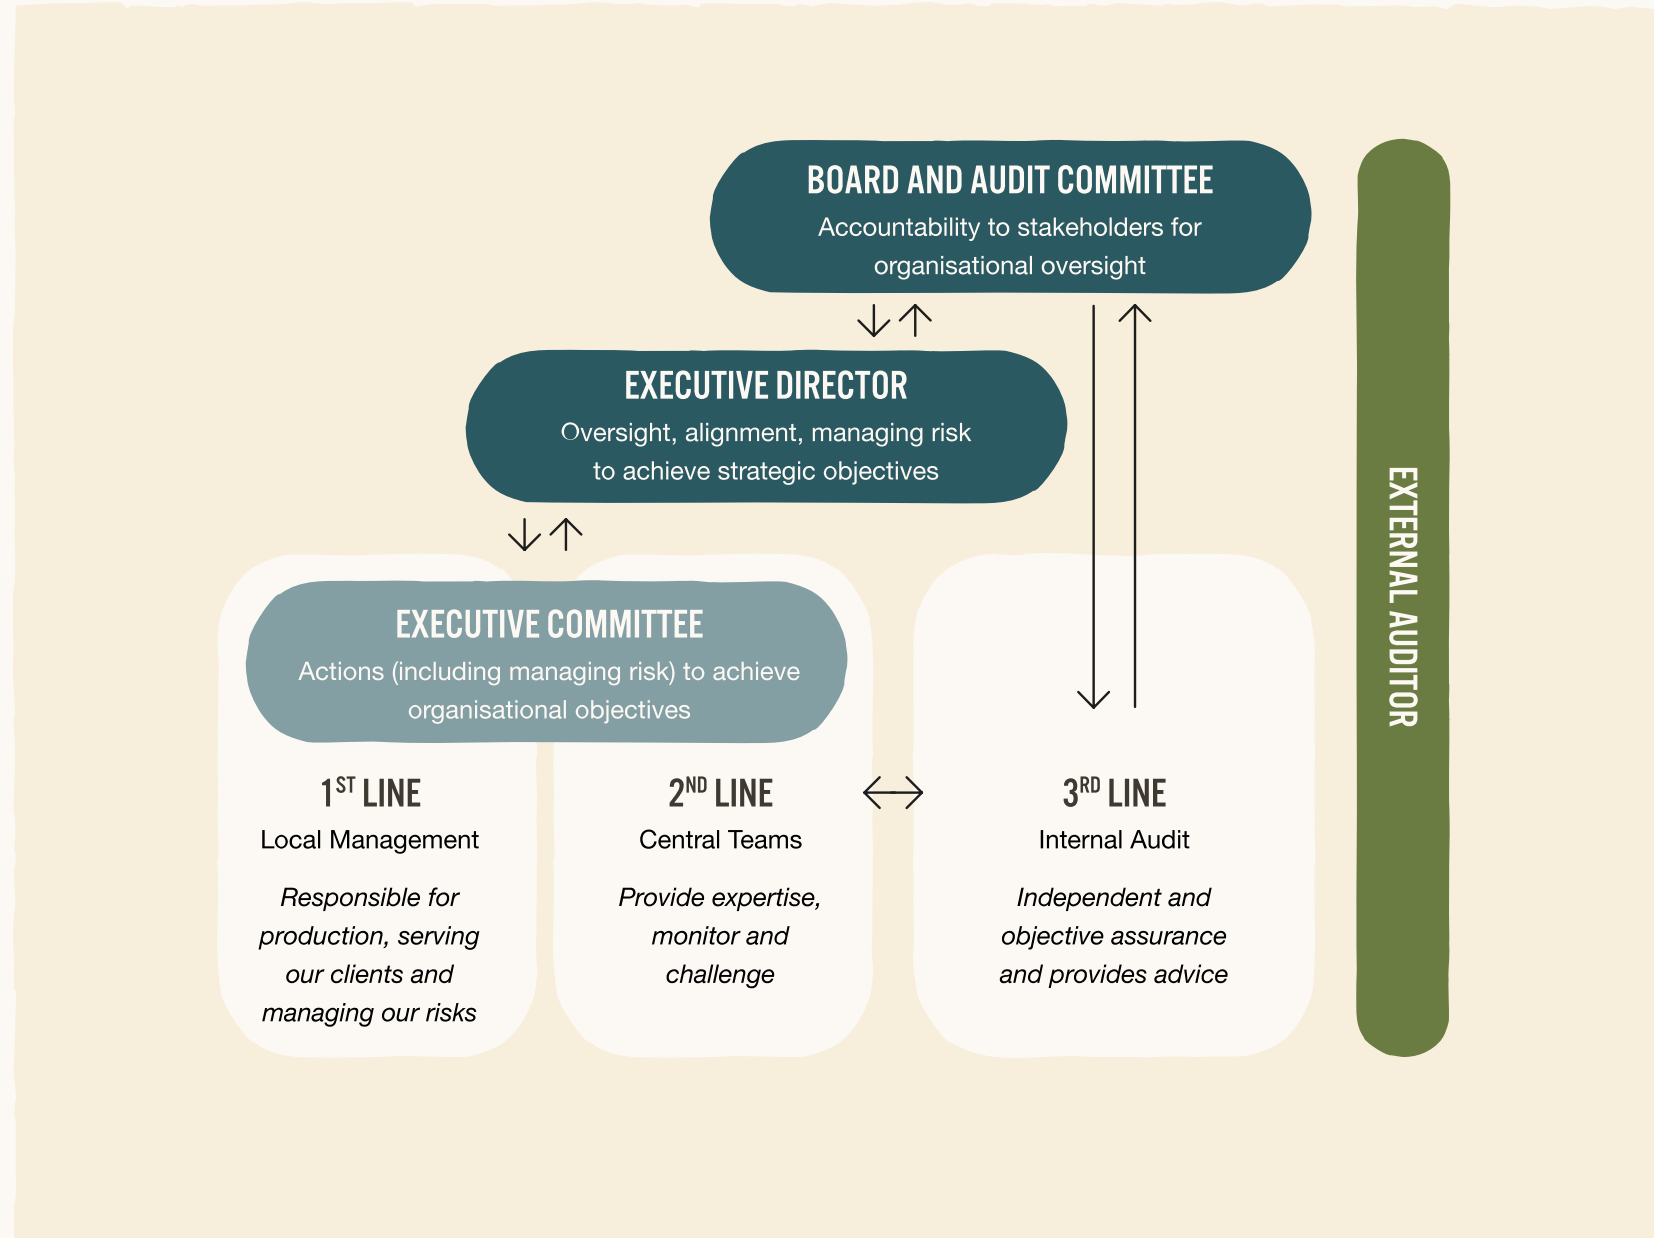 BOARD AND AUDIT COMMITTEE
Accountability to stakeholders for
organisational oversight
EXECUTIVE DIRECTOR
Oversight, alignment, managing risk
to achieve strategic objectives
EXECUTIVE COMMITTEE
Actions (including managing risk) to achieve
organisational objectives
1ST LINE
Local Management
Responsible for
production, serving
our clients and
managing our risks
2ND LINE
Central Teams
Provide expertise,
monitor and
challenge
3RD LINE
Internal Audit
Independent and
objective assurance
and provides advice
EXTERNAL AUDITOR